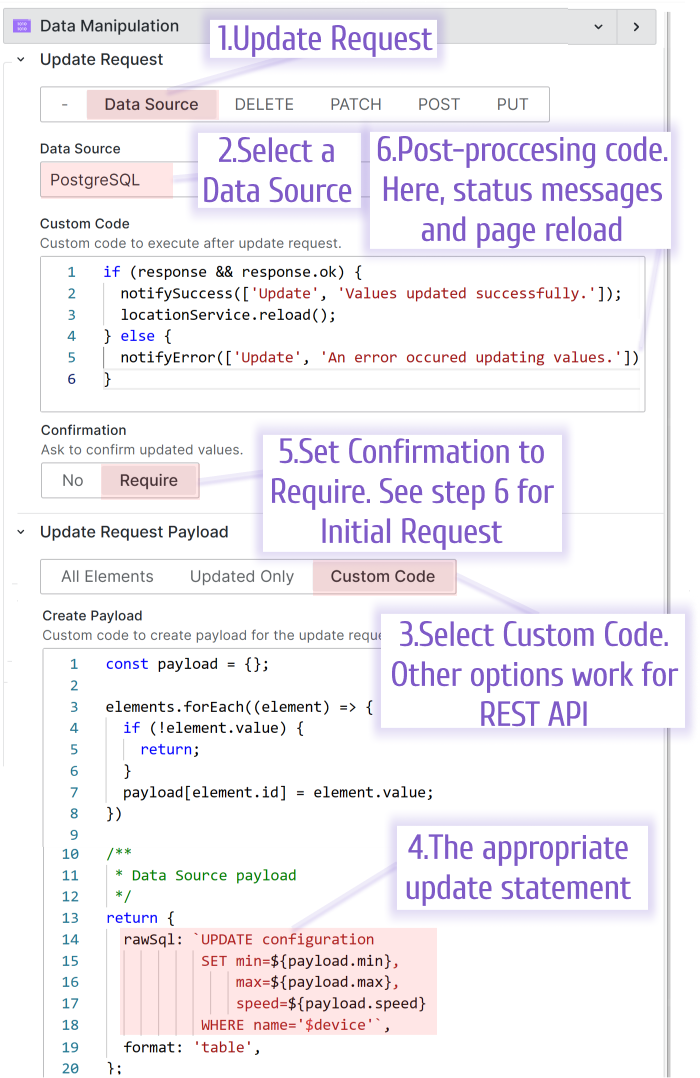 Data Manipulation
1.Update Request
Update Request
- Data Source DELETE PATCH POST PUT
Data Source
PostgreSQL
2.Select a
Data Source
6.Post-proccesing code.
Here, status messages
and page reload
Custom Code
Custom code to execute after update request.
1 if (response && response.ok) {
2 notifySuccess(['Update', 'Values updated successfully.']);
3 locationService.reload();
4 } else {
5 notifyError(['Update', 'An error occured updating values.'])
6 }
Confirmation
Ask to confirm updated values.
No Require
5.Set Confirmation to
Require. See step 6 for
Initial Request
Update Request Payload
All Elements Updated Only Custom Code
Create Payload
Custom code to create payload for the update reque
3.Select Custom Code.
Other options work for
REST API
1 const payload = {};
2
3 elements.forEach((element) => {
4 if (!element.value) {
5 return;
6 }
7 payload[element.id] = element.value;
8 })
9
4.The appropriate
update statement
10 /**
11 * Data Source payload
12 */
13 return {
14 rawSql: `UPDATE configuration
15 SET min=${payload.min},
16 max=${payload.max},
17 speed=${payload.speed}
18 WHERE name='$device'`,
19 format: 'table',
20 };